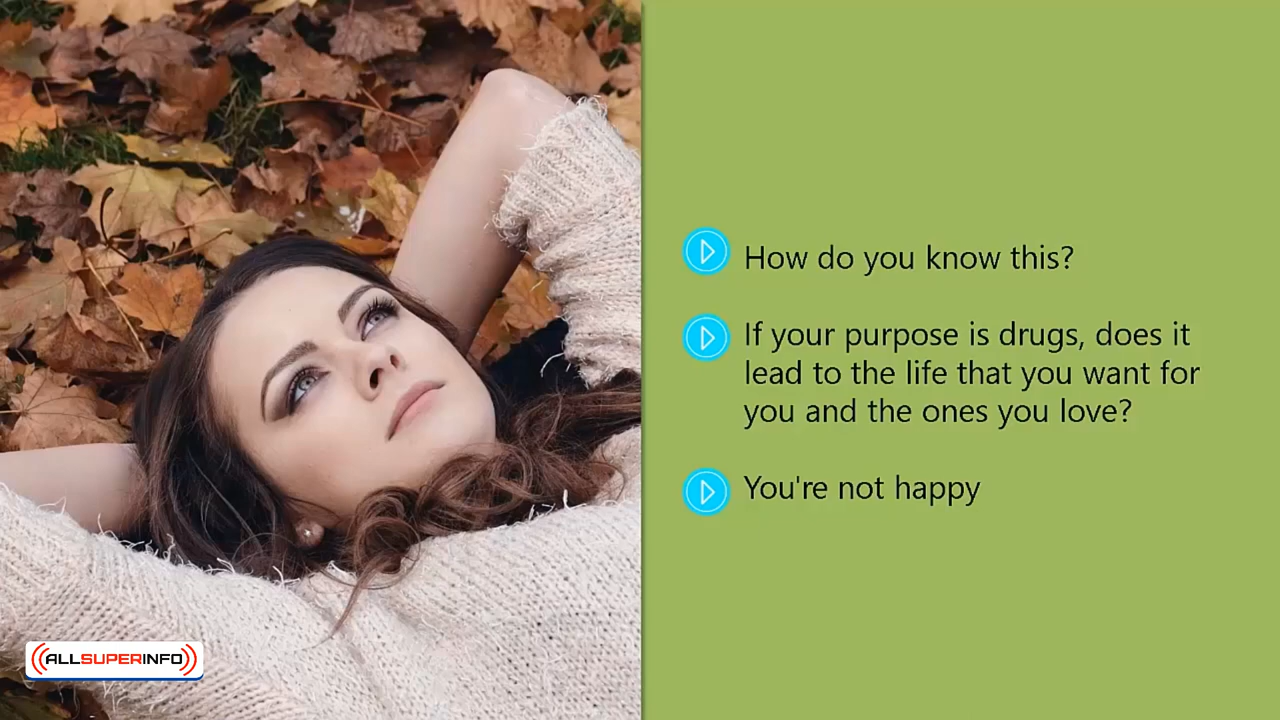 How do you know this?
If your purpose is drugs, does it
lead to the life that you want for
you and the ones you love?
You're not happy
ALLSUPERINFO